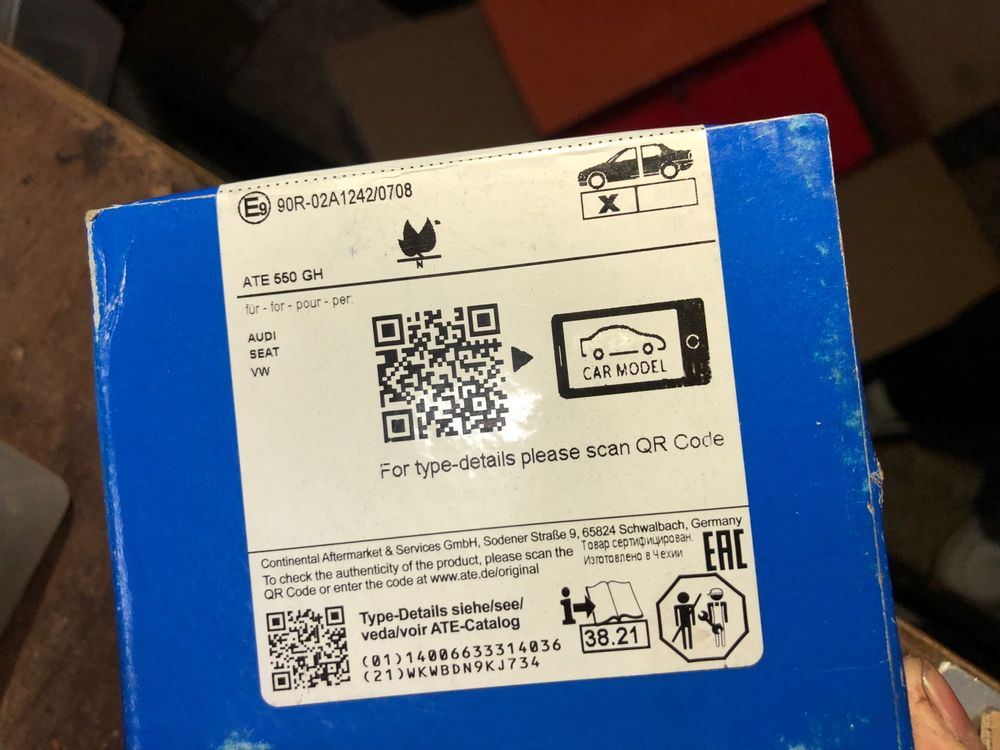 E9 90R-02A1242/0708
X
N
ATE 550 GH
für - for - pour - per:
AUDI
SEAT
VW
CAR MODEL
For type-details please scan QR Code
Continental Aftermarket & Services GmbH, Sodener Straße 9, 65824 Schwalbach, Germany
To check the authenticity of the product, please scan the
QR Code or enter the code at www.ate.de/original
Товар сертифицирован.
Изготовлено в Чехии
EAC
Type-Details siehe/see/
veda/voir ATE-Catalog
(01)14006633314036
(21)WKWBDN9KJ734
i
38.21